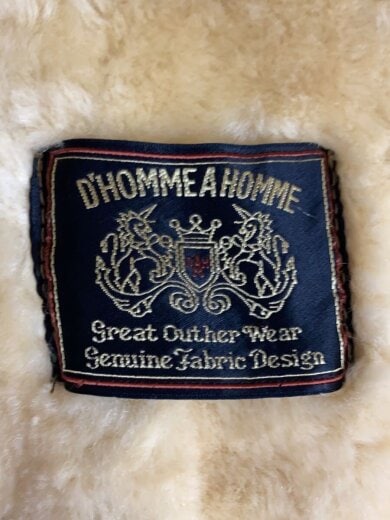 D'HOMME A HOMME
Great Outher Wear
Genuine Fabric Design